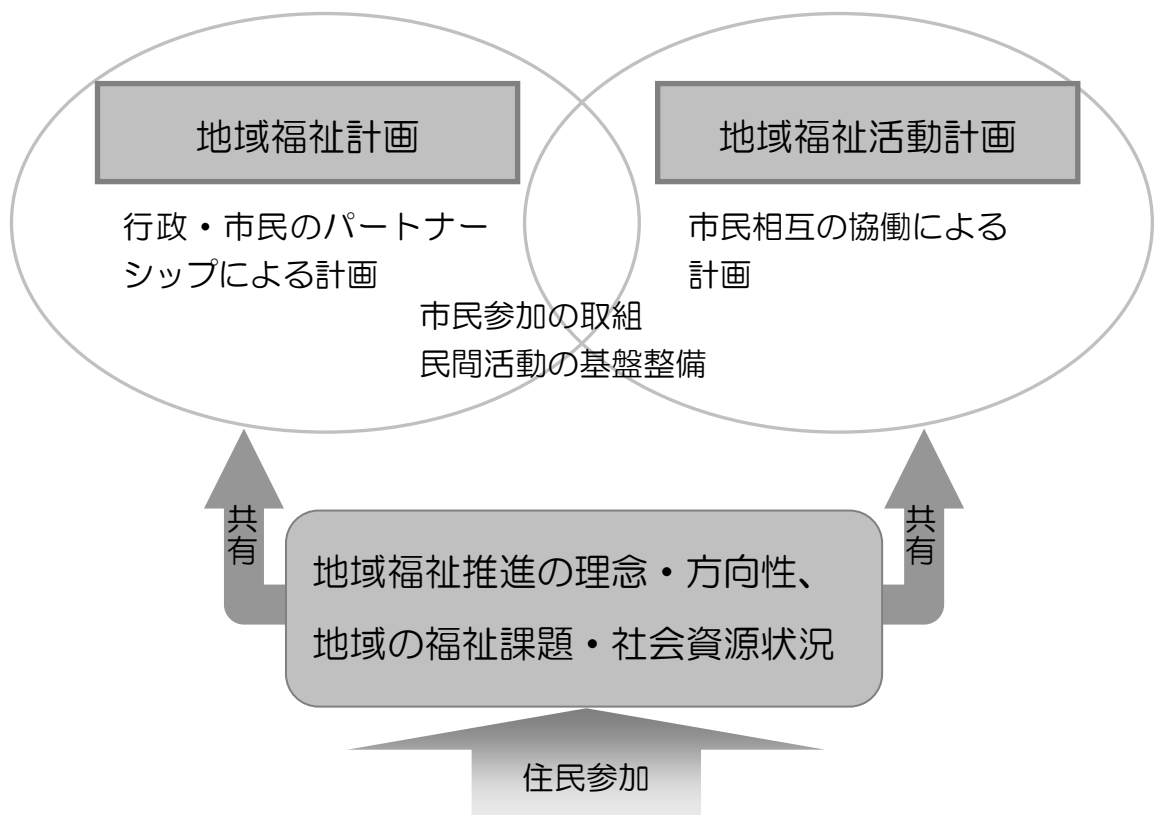 地域福祉計画
地域福祉活動計画
行政・市民のパートナー
シップによる計画
市民相互の協働による
計画
市民参加の取組
民間活動の基盤整備
共有
共有
地域福祉推進の理念・方向性、
地域の福祉課題・社会資源状況
住民参加